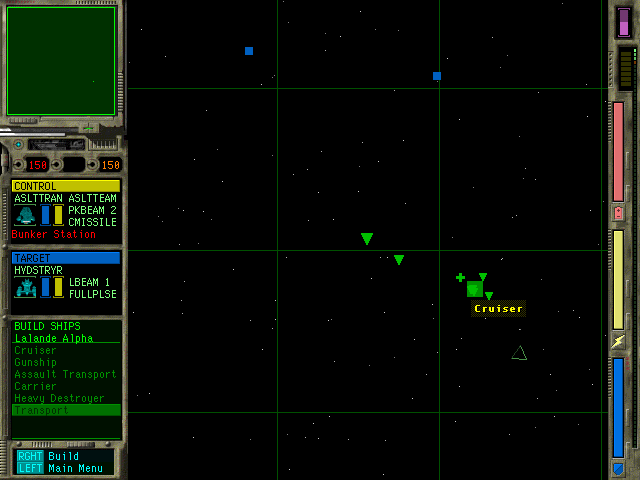 150 150
CONTROL
ASLTTRAN ASLTTEAM
PKBEAM 2
CMISSILE
Bunker Station
TARGET
HVDSTRYR
LBEAM 1
FULLPLSE
Cruiser
BUILD SHIPS
Lalande Alpha
Cruiser
Gunship
Assault Transport
Carrier
Heavy Destroyer
Transport
RGHT Build
LEFT Main Menu